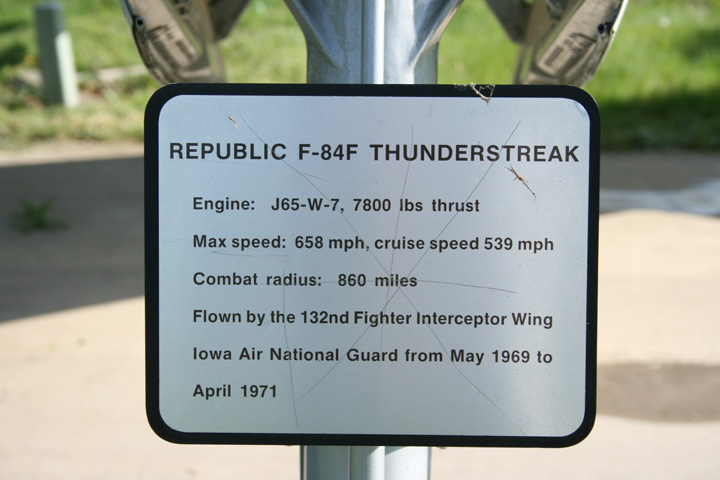 REPUBLIC F-84F THUNDERSTREAK
Engine: J65-W-7, 7800 lbs thrust
Max speed: 658 mph, cruise speed 539 mph
Combat radius: 860 miles
Flown by the 132nd Fighter Interceptor Wing
Iowa Air National Guard from May 1969 to
April 1971